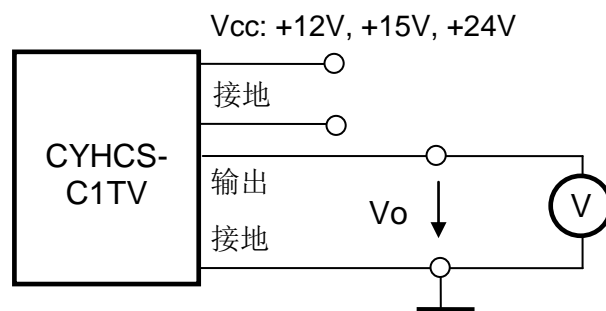 Vcc: +12V, +15V, +24V
接地
CYHCS-
C1TV
输出
Vo
V
接地